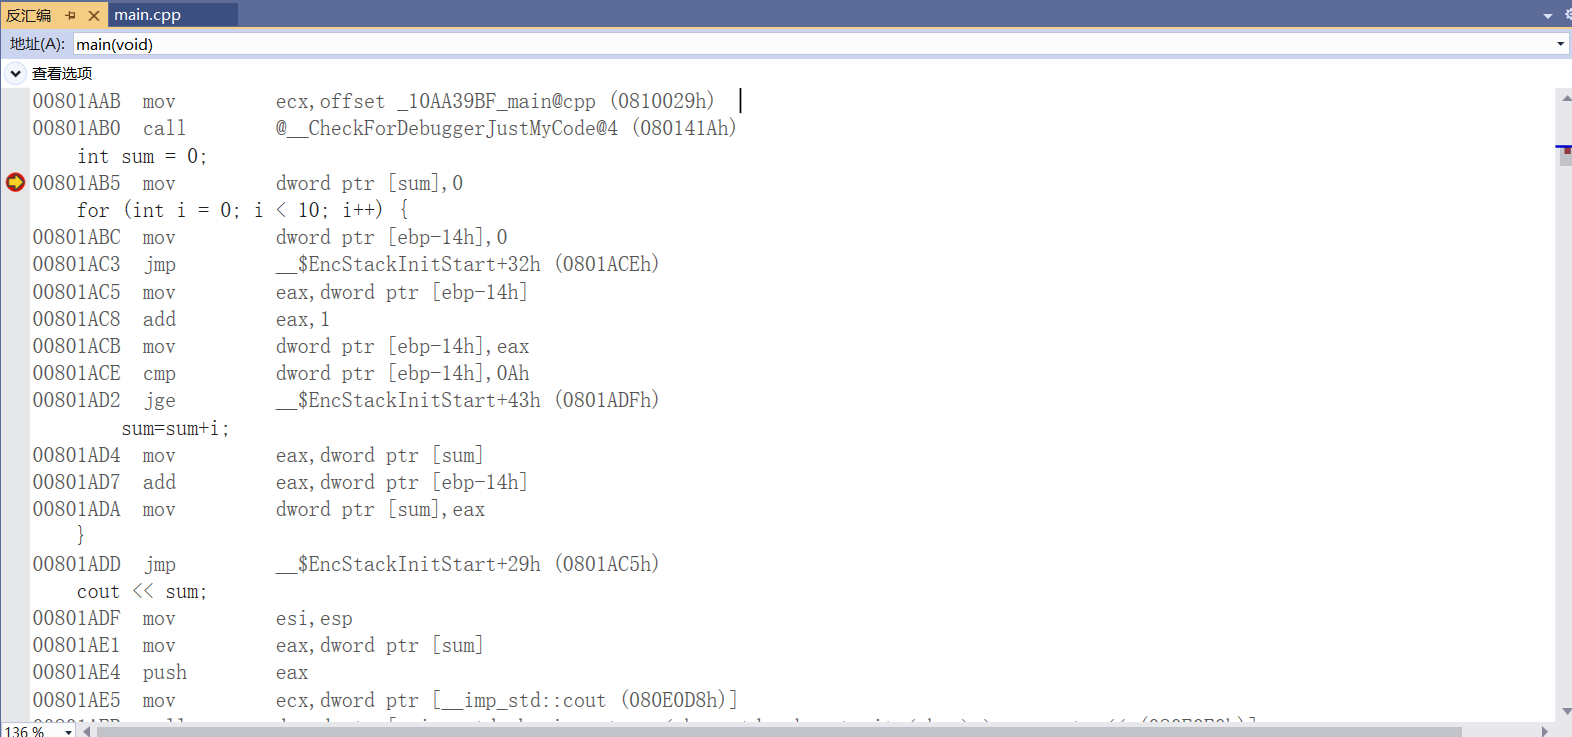 反汇编 main.cpp
地址(A): main(void)
查看选项
00801AAB mov ecx,offset _10AA39BF_main@cpp (0810029h)
00801AB0 call @__CheckForDebuggerJustMyCode@4 (080141Ah)
int sum = 0;
00801AB5 mov dword ptr [sum],0
for (int i = 0; i < 10; i++) {
00801ABC mov dword ptr [ebp-14h],0
00801AC3 jmp __$EncStackInitStart+32h (0801ACEh)
00801AC5 mov eax,dword ptr [ebp-14h]
00801AC8 add eax,1
00801ACB mov dword ptr [ebp-14h],eax
00801ACE cmp dword ptr [ebp-14h],0Ah
00801AD2 jge __$EncStackInitStart+43h (0801ADFh)
sum=sum+i;
00801AD4 mov eax,dword ptr [sum]
00801AD7 add eax,dword ptr [ebp-14h]
00801ADA mov dword ptr [sum],eax
}
00801ADD jmp __$EncStackInitStart+29h (0801AC5h)
cout << sum;
00801ADF mov esi,esp
00801AE1 mov eax,dword ptr [sum]
00801AE4 push eax
00801AE5 mov ecx,dword ptr [__imp_std::cout (080E0D8h)]
136 %